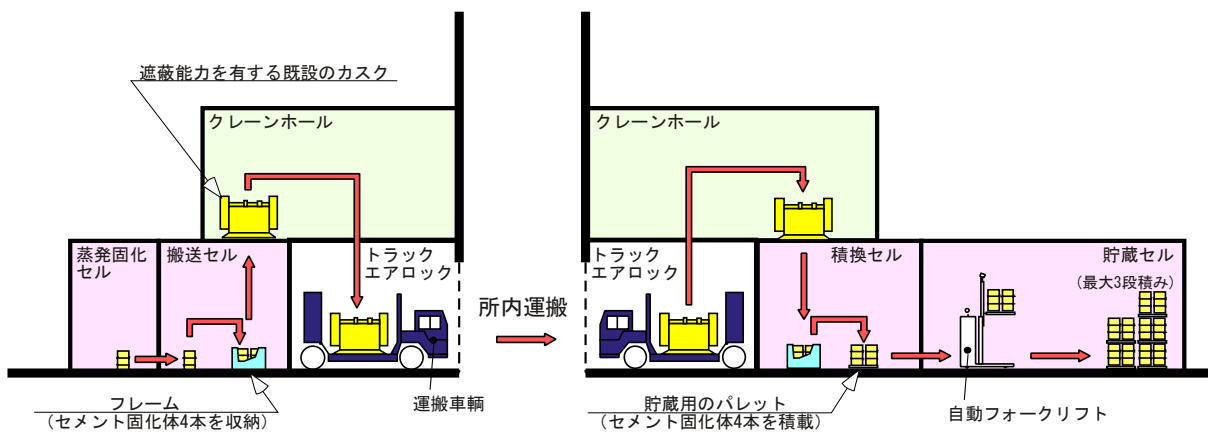 遮蔽能力を有する既設のカスク
クレーンホール
蒸発固化
セル
搬送セル
トラック
エアロック
所内運搬
クレーンホール
トラック
エアロック
積換セル
貯蔵セル
(最大3段積み)
フレーム
(セメント固化体4本を収納)
運搬車輌
貯蔵用のパレット
(セメント固化体4本を積載)
自動フォークリフト